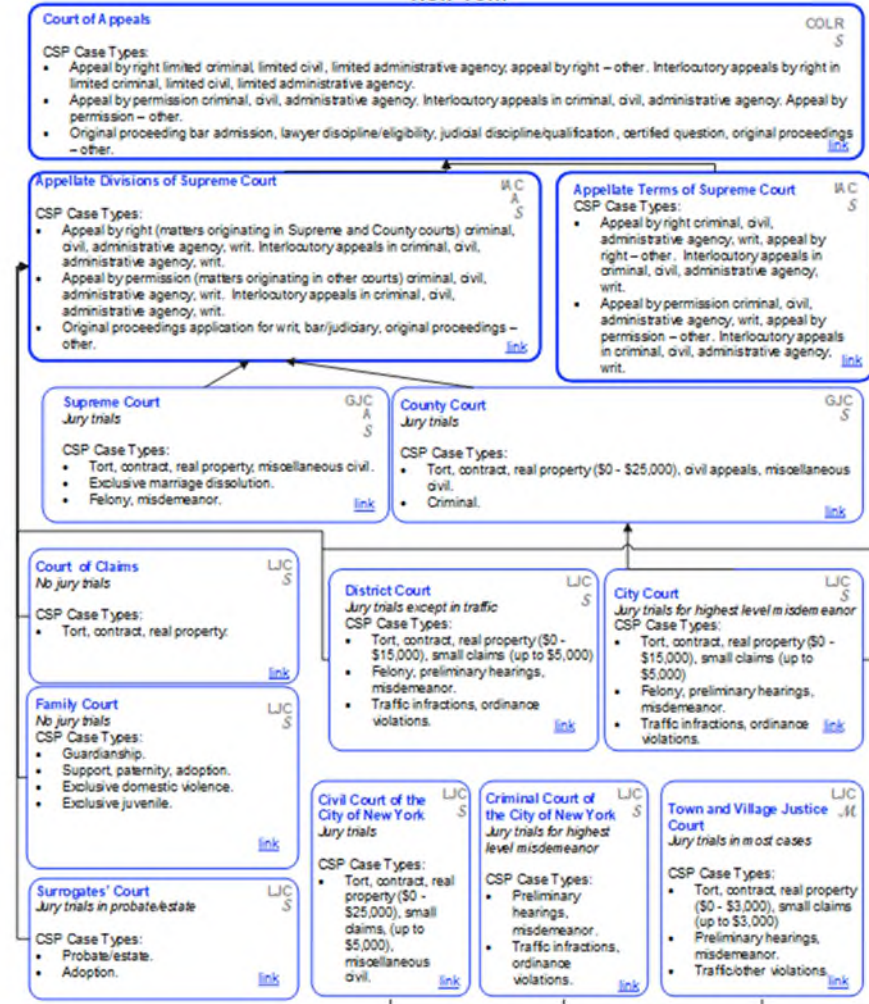 Court of Appeals
COLR
S
CSP Case Types:
• Appeal by right limited criminal, limited civil, limited administrative agency, appeal by right – other. Interlocutory appeals by right in
limited criminal, limited civil, limited administrative agency.
• Appeal by permission criminal, civil, administrative agency. Interlocutory appeals in criminal, civil, administrative agency. Appeal by
permission – other.
• Original proceeding bar admission, lawyer discipline/eligibility, judicial discipline/qualification, certified question, original proceedings
– other.
link
Appellate Divisions of Supreme Court
IAC
A
S
CSP Case Types:
• Appeal by right (matters originating in Supreme and County courts) criminal,
civil, administrative agency, writ. Interlocutory appeals in criminal, civil,
administrative agency, writ.
• Appeal by permission (matters originating in other courts) criminal, civil,
administrative agency, writ. Interlocutory appeals in criminal, civil,
administrative agency, writ.
• Original proceedings application for writ, bar/judiciary, original proceedings –
other.
link
Appellate Terms of Supreme Court
IAC
S
CSP Case Types:
• Appeal by right criminal, civil,
administrative agency, writ, appeal by
right – other. Interlocutory appeals in
criminal, civil, administrative agency,
writ.
• Appeal by permission criminal, civil,
administrative agency, writ, appeal by
permission – other. Interlocutory appeals
in criminal, civil, administrative agency,
writ.
link
Supreme Court
GJC
A
S
Jury trials
CSP Case Types:
• Tort, contract, real property, miscellaneous civil.
• Exclusive marriage dissolution.
• Felony, misdemeanor.
link
County Court
GJC
S
Jury trials
CSP Case Types:
• Tort, contract, real property ($0 - $25,000), civil appeals, miscellaneous
civil.
• Criminal.
link
Court of Claims
LJC
S
No jury trials
CSP Case Types:
• Tort, contract, real property.
link
District Court
LJC
S
Jury trials except in traffic
CSP Case Types:
• Tort, contract, real property ($0 -
$15,000), small claims (up to $5,000)
• Felony, preliminary hearings,
misdemeanor.
• Traffic infractions, ordinance
violations.
link
City Court
LJC
S
Jury trials for highest level misdemeanor
CSP Case Types:
• Tort, contract, real property ($0 -
$15,000), small claims (up to
$5,000)
• Felony, preliminary hearings,
misdemeanor.
• Traffic infractions, ordinance
violations.
link
Family Court
LJC
S
No jury trials
CSP Case Types:
• Guardianship.
• Support, paternity, adoption.
• Exclusive domestic violence.
• Exclusive juvenile.
link
Surrogates' Court
LJC
S
Jury trials in probate/estate
CSP Case Types:
• Probate/estate.
• Adoption.
link
Civil Court of the
City of New York
LJC
S
Jury trials
CSP Case Types:
• Tort, contract, real
property ($0 -
$25,000), small
claims, (up to
$5,000),
miscellaneous
civil.
link
Criminal Court of
the City of New York
LJC
S
Jury trials for highest
level misdemeanor
CSP Case Types:
• Preliminary
hearings,
misdemeanor.
• Traffic infractions,
ordinance
violations.
link
Town and Village Justice
Court
LJC
M
Jury trials in most cases
CSP Case Types:
• Tort, contract, real property
($0 - $3,000), small claims
(up to $3,000)
• Preliminary hearings,
misdemeanor.
• Traffic/other violations.
link